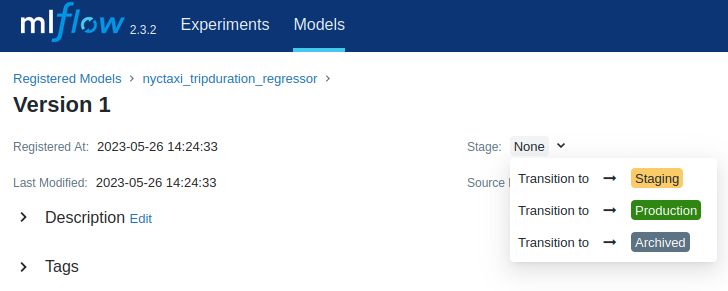 mlflow 2.3.2 Experiments Models
Registered Models > nyctaxi_tripduration_regressor >
Version 1
Registered At: 2023-05-26 14:24:33 Stage: None
Last Modified: 2023-05-26 14:24:33 Source
Transition to → Staging
Transition to → Production
Transition to → Archived
Description Edit
Tags